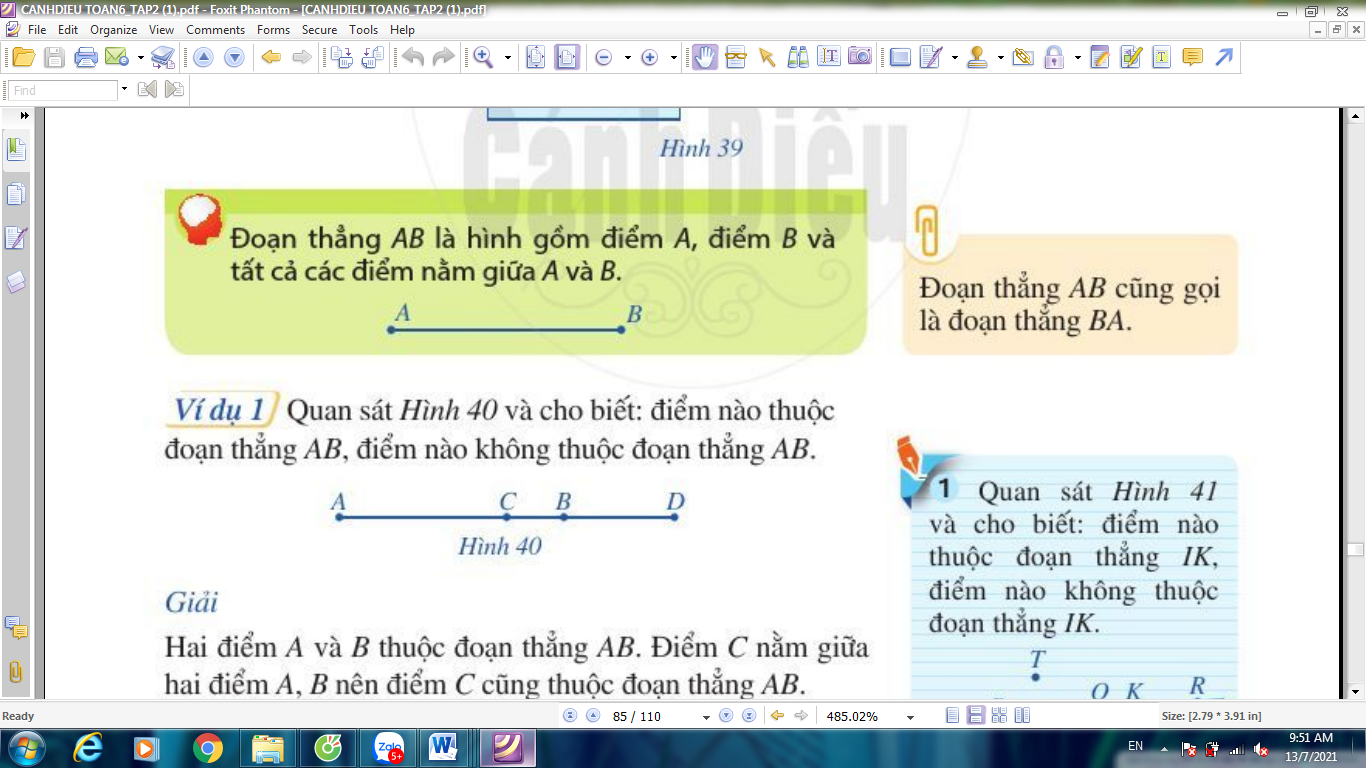 CANHDIEU TOAN6_TAP2 (1).pdf - Foxit Phantom - [CANHDIEU TOAN6_TAP2 (1).pdf]
File Edit Organize View Comments Forms Secure Tools Help
Find
Cánh Diều
Hình 39
Đoạn thẳng AB là hình gồm điểm A, điểm B và
tất cả các điểm nằm giữa A và B.
A B
Đoạn thẳng AB cũng gọi
là đoạn thẳng BA.
Ví dụ 1 Quan sát Hình 40 và cho biết: điểm nào thuộc
đoạn thẳng AB, điểm nào không thuộc đoạn thẳng AB.
A C B D
Hình 40
Giải
Hai điểm A và B thuộc đoạn thẳng AB. Điểm C nằm giữa
hai điểm A, B nên điểm C cũng thuộc đoạn thẳng AB.
1 Quan sát Hình 41
và cho biết: điểm nào
thuộc đoạn thẳng IK,
điểm nào không thuộc
đoạn thẳng IK.
T
K R
Ready
85 / 110
485.02%
Size: [2.79 * 3.91 in]
Zalo
5+
EN
9:51 AM
13/7/2021